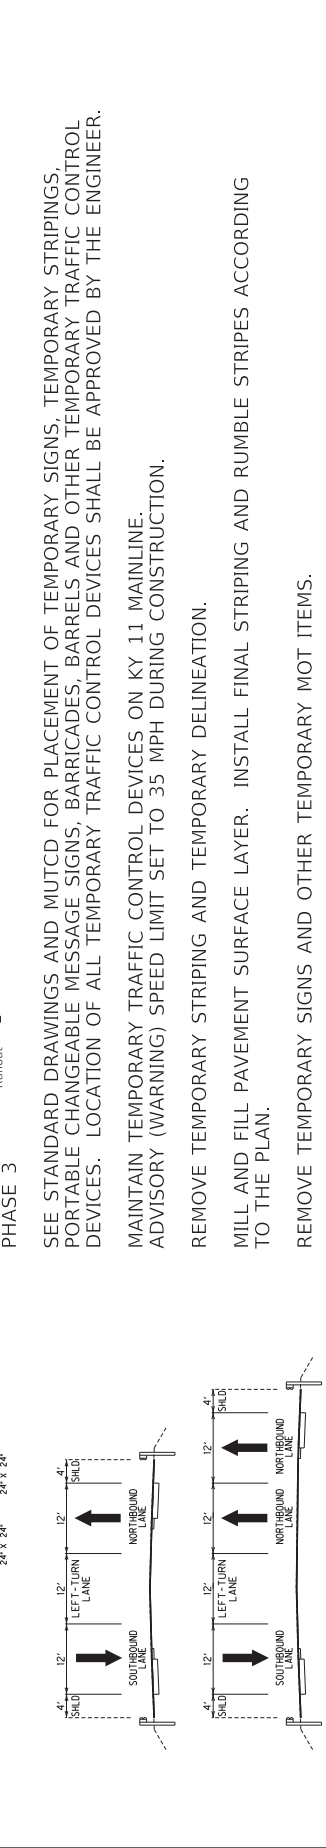 PHASE 3
SEE STANDARD DRAWINGS AND MUTCD FOR PLACEMENT OF TEMPORARY SIGNS, TEMPORARY STRIPINGS,
PORTABLE CHANGEABLE MESSAGE SIGNS, BARRICADES, BARRELS AND OTHER TEMPORARY TRAFFIC CONTROL
DEVICES. LOCATION OF ALL TEMPORARY TRAFFIC CONTROL DEVICES SHALL BE APPROVED BY THE ENGINEER.
MAINTAIN TEMPORARY TRAFFIC CONTROL DEVICES ON KY 11 MAINLINE.
ADVISORY (WARNING) SPEED LIMIT SET TO 35 MPH DURING CONSTRUCTION.
REMOVE TEMPORARY STRIPING AND TEMPORARY DELINEATION.
MILL AND FILL PAVEMENT SURFACE LAYER. INSTALL FINAL STRIPING AND RUMBLE STRIPES ACCORDING
TO THE PLAN.
REMOVE TEMPORARY SIGNS AND OTHER TEMPORARY MOT ITEMS.
24" X 24" 24" X 24"
4' 12' 12' 12' 4'
SHLD LEFT-TURN SHLD
LANE
SOUTHBOUND NORTHBOUND
LANE LANE
4' 12' 12' 12' 12' 4'
SHLD LEFT-TURN SHLD
LANE
SOUTHBOUND NORTHBOUND NORTHBOUND
LANE LANE LANE